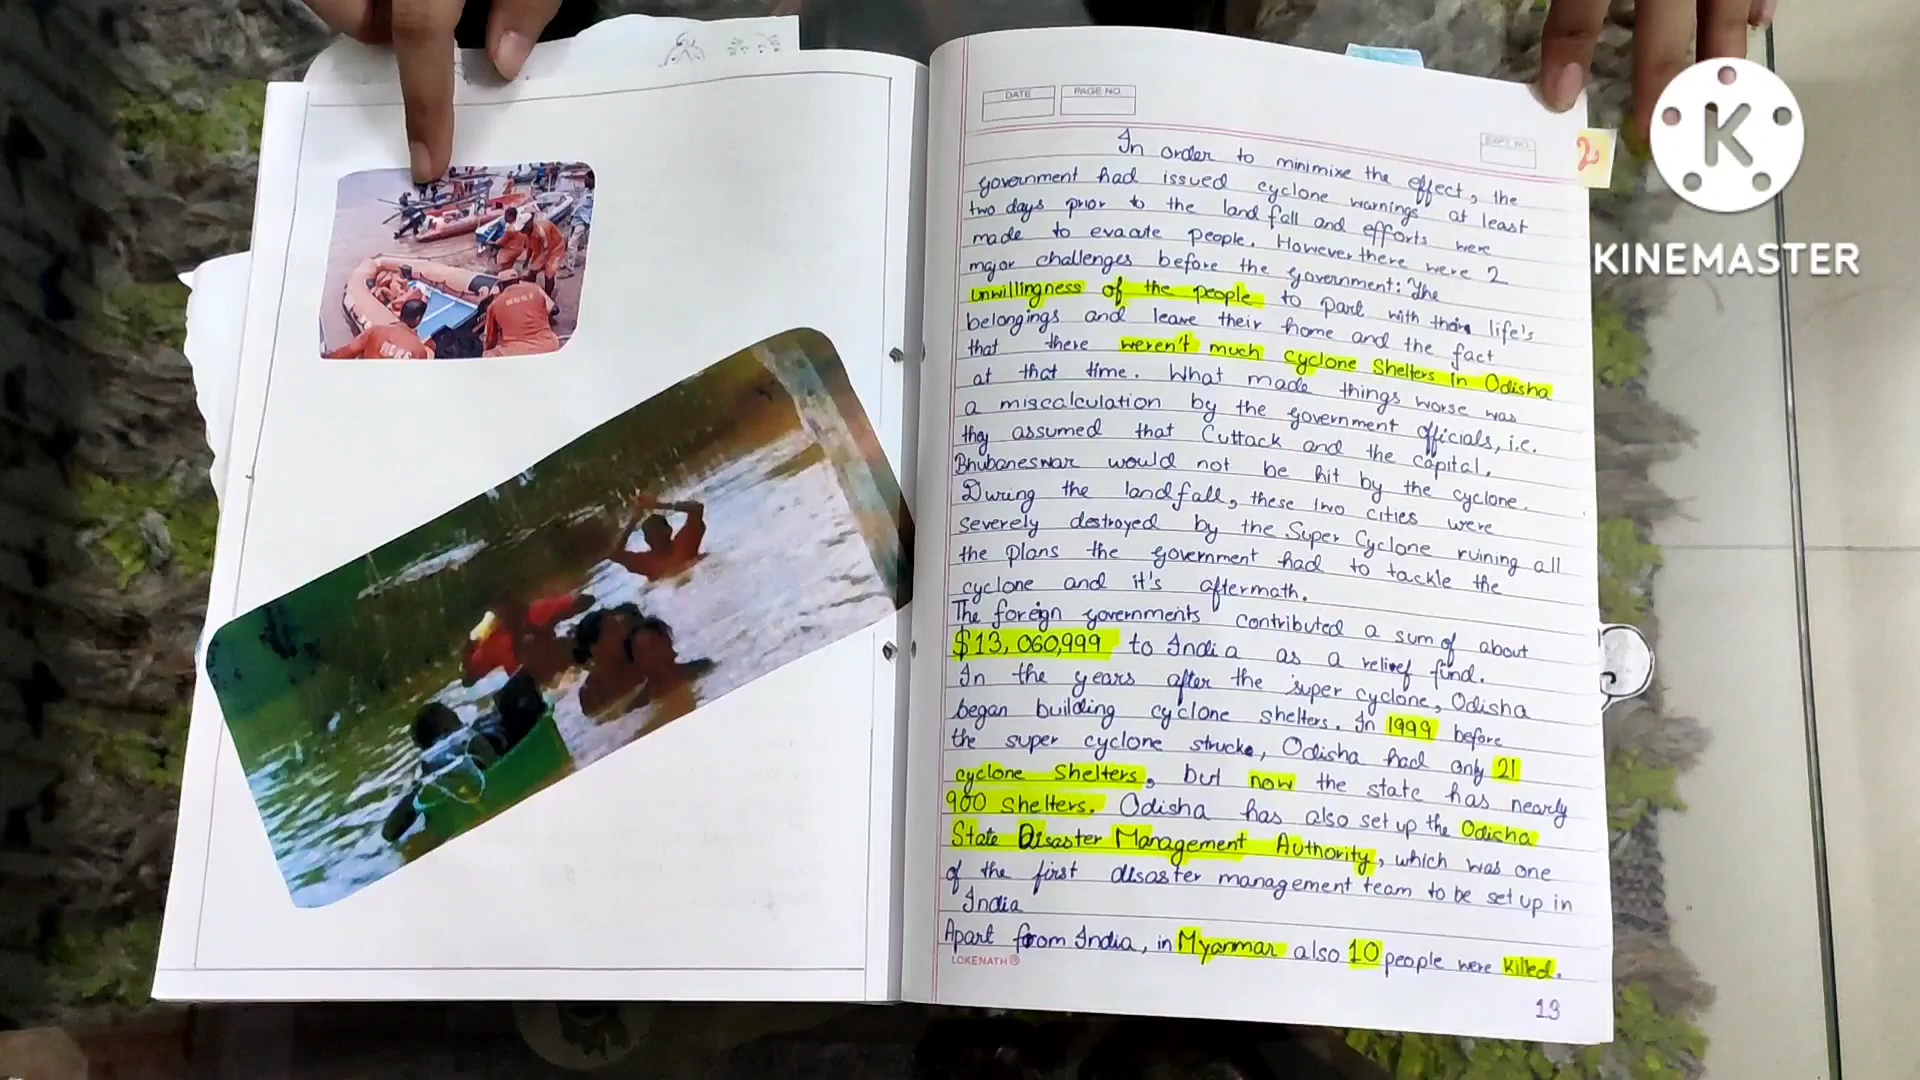 DATE
PAGE NO.
EXPT NO.
2
In order to minimixe the effect, the
government had issued cyclone warnings at least
two days prior to the land fall and efforts were
made to evacate people. However there were 2
major challenges before the government: The
unwillingness of the people to part with their life's
belongings and leave their home and the fact
that there weren't much cyclone Shelters in Odisha
at that time. What made things worse was
a miscalculation by the government officials, i.e.
they assumed that Cuttack and the capital,
Bhubaneswar would not be hit by the cyclone.
During the landfall, these two cities were
severely destroyed by the Super Cyclone ruining all
the plans the government had to tackle the
cyclone and it's aftermath.
The foreign governments contributed a sum of about
$13,060,999 to India as a relief fund.
In the years after the super cyclone, Odisha
began building cyclone shelters. In 1999 before
the super cyclone struck, Odisha had only 21
cyclone Shelters, but now the state has nearly
900 Shelters. Odisha has also set up the Odisha
State Disaster Management Authority, which was one
of the first disaster management team to be set up in
India
Apart from India, in Myanmar also 10 people were killed.
LOKENATH®
13
NDRF
NDRF
K
KINEMASTER